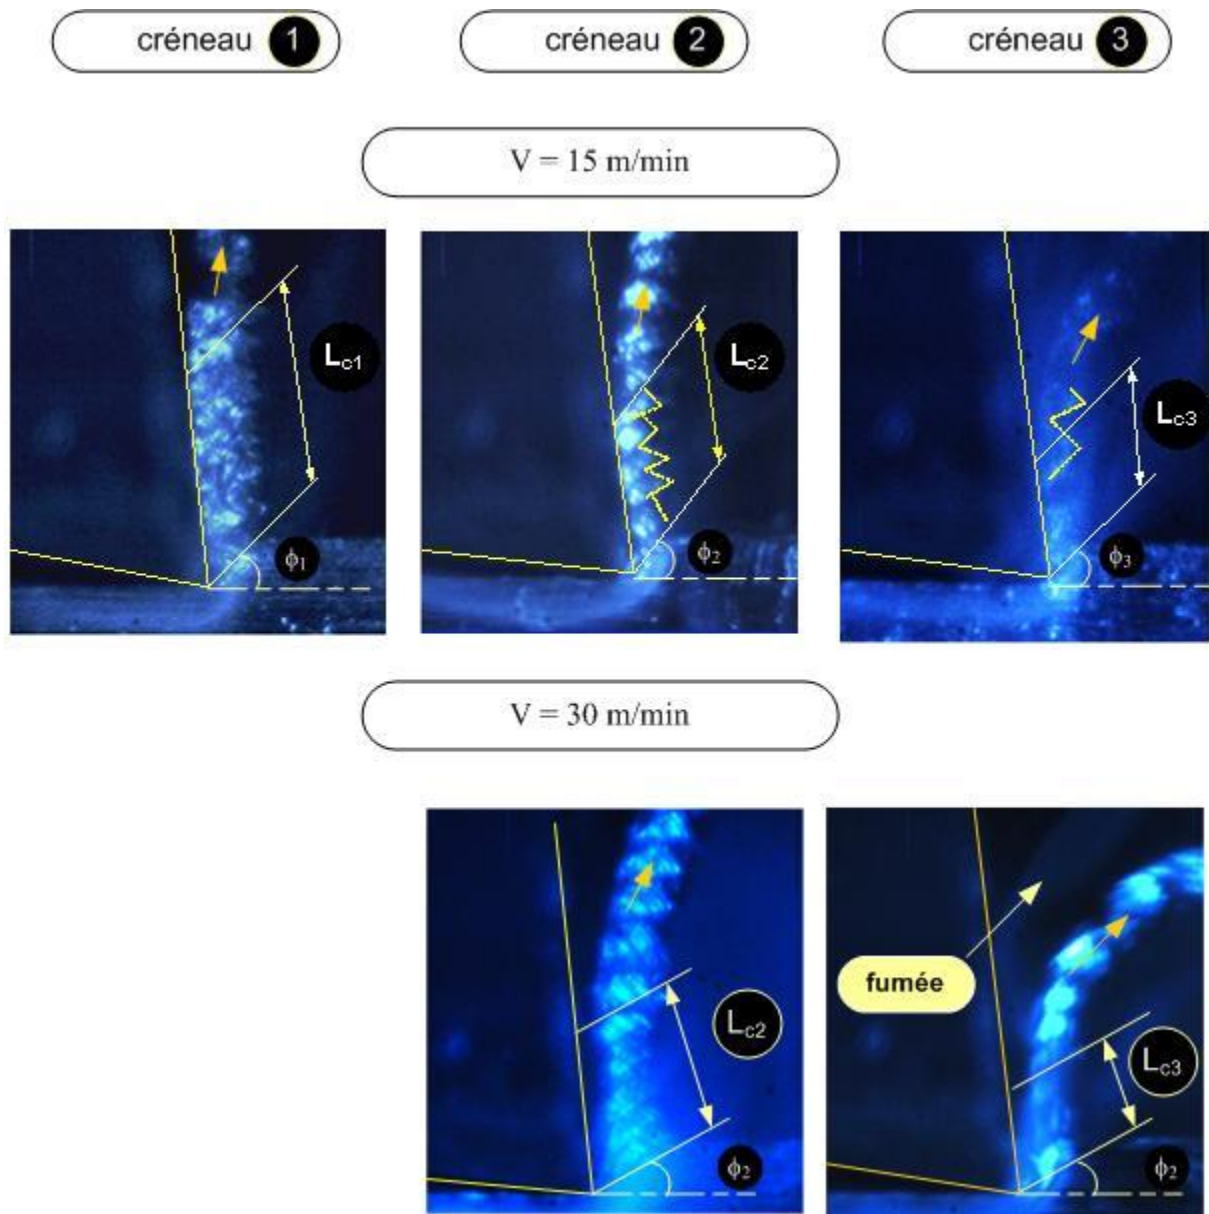 créneau 1
créneau 2
créneau 3
V = 15 m/min
Lc1
ϕ1
Lc2
ϕ2
Lc3
ϕ3
V = 30 m/min
Lc2
ϕ2
fumée
Lc3
ϕ2